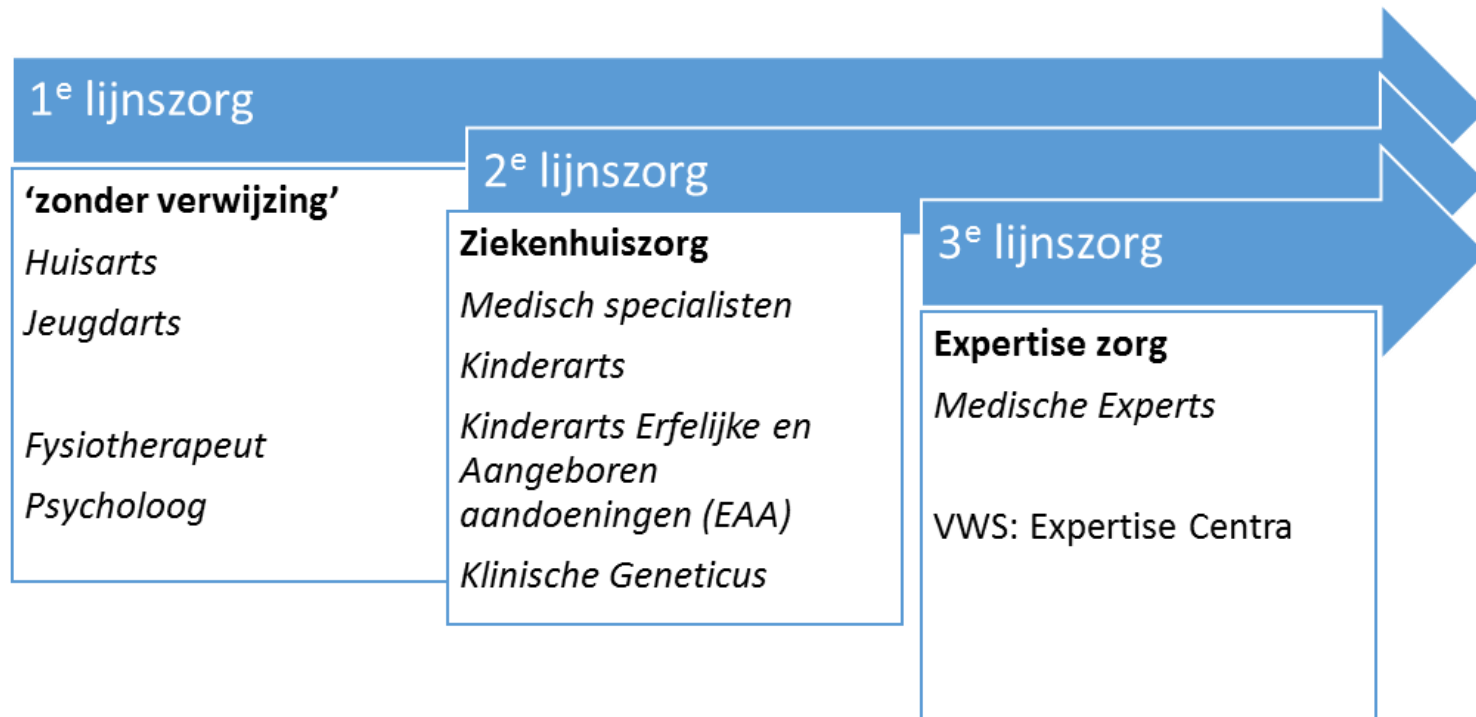 1e lijnszorg
‘zonder verwijzing’
Huisarts
Jeugdarts
Fysiotherapeut
Psycholoog
2e lijnszorg
Ziekenhuiszorg
Medisch specialisten
Kinderarts
Kinderarts Erfelijke en
Aangeboren
aandoeningen (EAA)
Klinische Geneticus
3e lijnszorg
Expertise zorg
Medische Experts
VWS: Expertise Centra